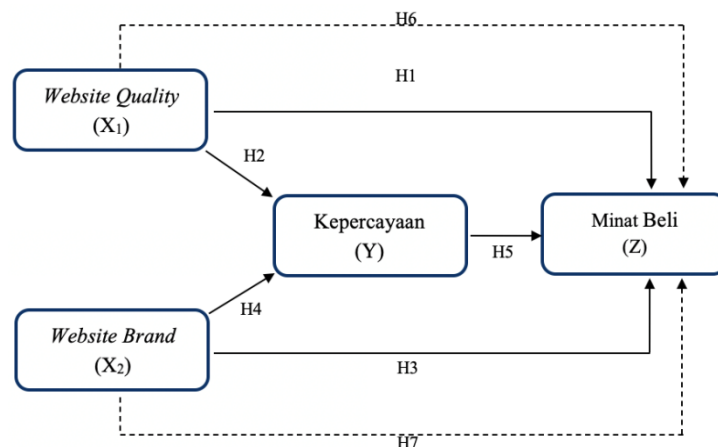 H6
H1
Website Quality
(X₁)
H2
Kepercayaan
(Y)
H5
Minat Beli
(Z)
H4
Website Brand
(X₂)
H3
H7